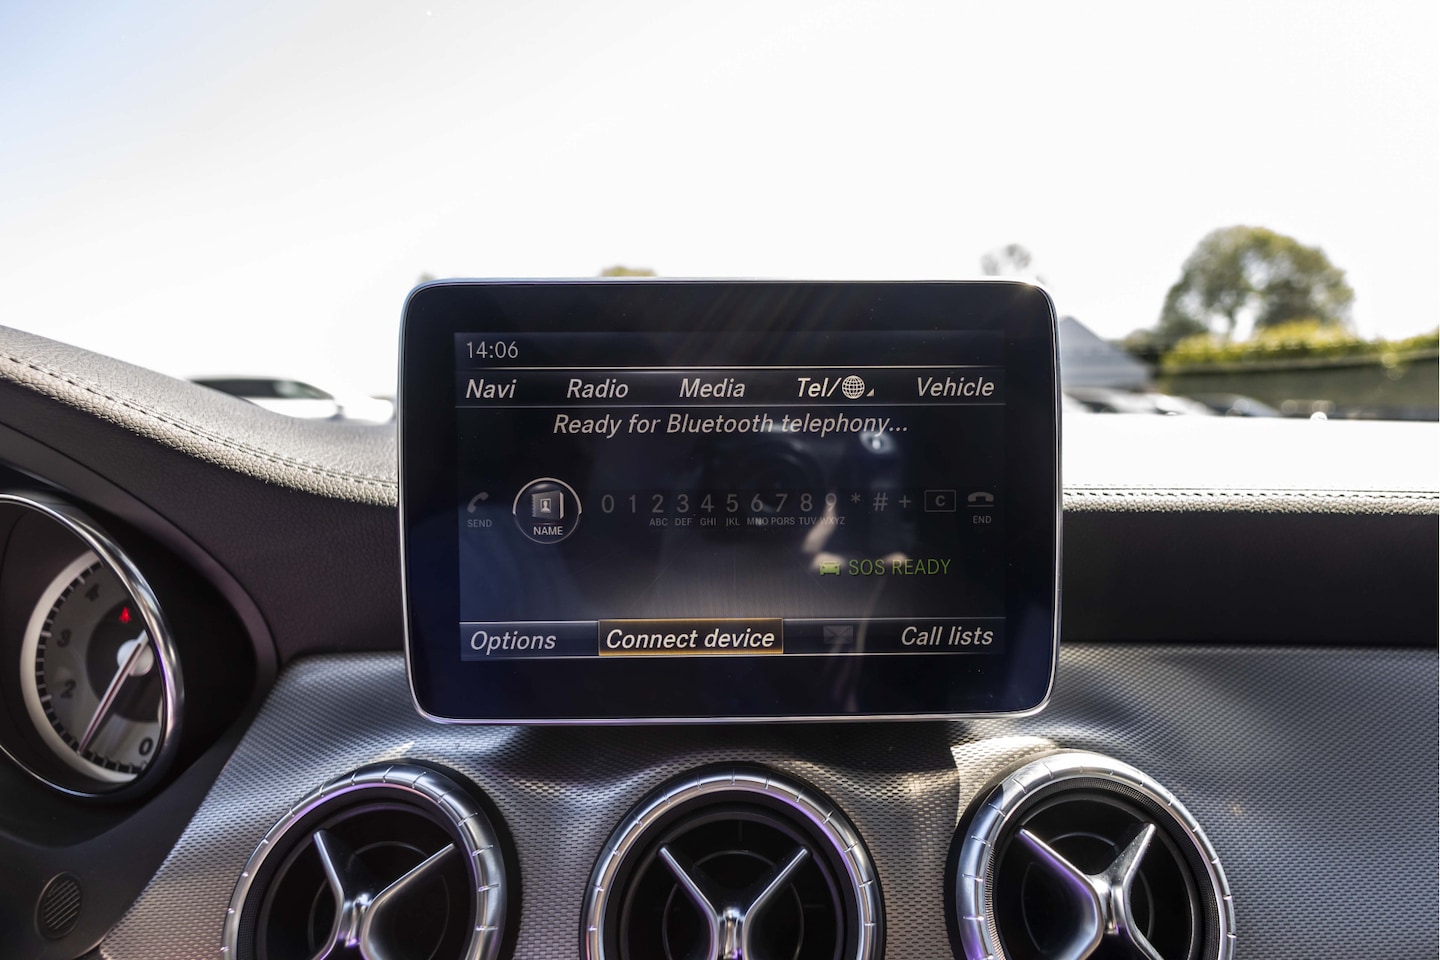 14:06
Navi Radio Media Tel/ Vehicle
Ready for Bluetooth telephony...
0 1 2 3 4 5 6 7 8 9 * # + C
SEND NAME ABC DEF GHI JKL MNO PQRS TUV WXYZ END
SOS READY
Options Connect device Call lists
2
0